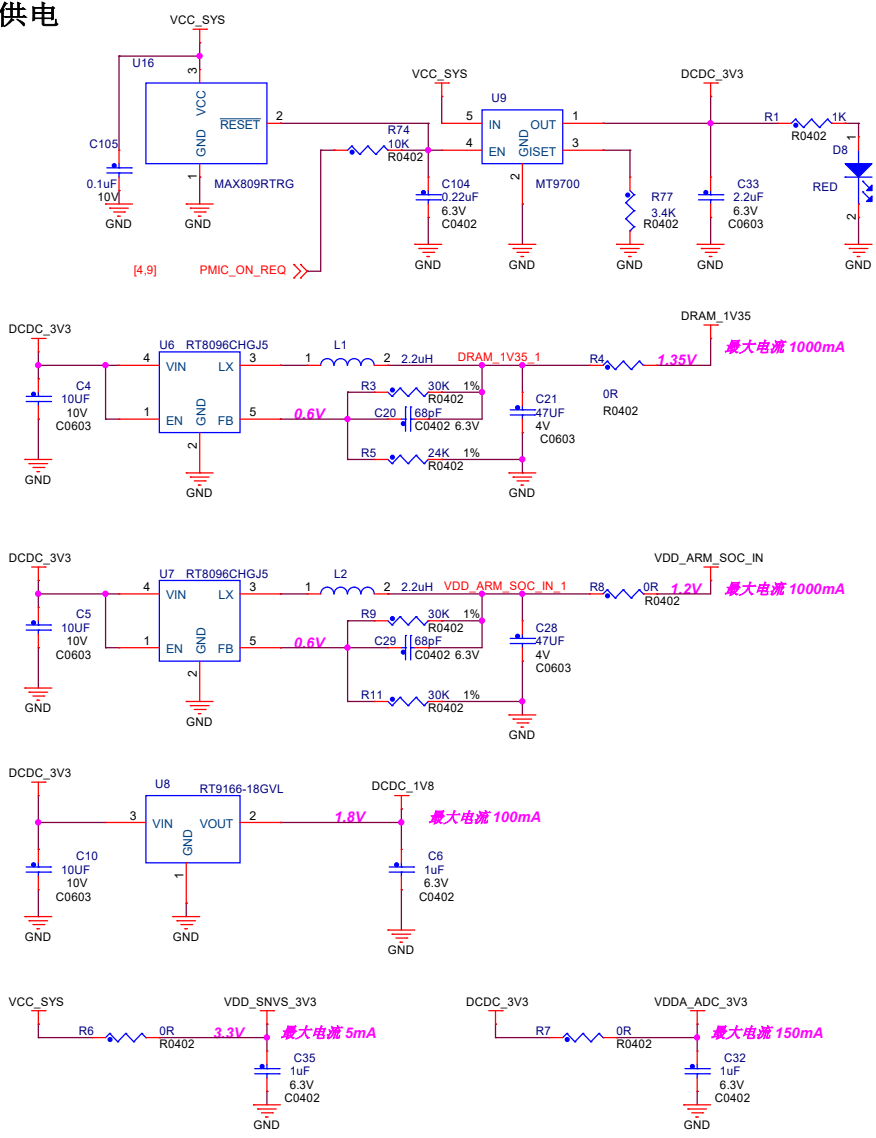 供电
VCC_SYS
U16
3
VCC
GND
RESET
2
1
MAX809RTRG
C105
0.1uF
10V
GND
GND
R74
10K
R0402
[4,9]
PMIC_ON_REQ
C104
0.22uF
6.3V
C0402
GND
VCC_SYS
U9
5
IN
OUT
1
4
EN
GND
ISET
3
2
MT9700
GND
R77
3.4K
R0402
GND
DCDC_3V3
C33
2.2uF
6.3V
C0603
GND
R1
1K
R0402
1
D8
RED
2
GND
DCDC_3V3
C4
10UF
10V
C0603
GND
U6
RT8096CHGJ5
4
VIN
LX
3
1
EN
GND
FB
5
2
GND
1
L1
2
2.2uH
DRAM_1V35_1
0.6V
R3
30K
1%
R0402
C20
68pF
C0402
6.3V
R5
24K
1%
R0402
C21
47UF
4V
C0603
GND
R4
0R
R0402
1.35V
DRAM_1V35
最大电流 1000mA
DCDC_3V3
C5
10UF
10V
C0603
GND
U7
RT8096CHGJ5
4
VIN
LX
3
1
EN
GND
FB
5
2
GND
1
L2
2
2.2uH
VDD_ARM_SOC_IN_1
0.6V
R9
30K
1%
R0402
C29
68pF
C0402
6.3V
R11
30K
1%
R0402
C28
47UF
4V
C0603
GND
R8
0R
R0402
1.2V
VDD_ARM_SOC_IN
最大电流 1000mA
DCDC_3V3
C10
10UF
10V
C0603
GND
U8
RT9166-18GVL
3
VIN
VOUT
2
GND
1
GND
1.8V
DCDC_1V8
最大电流 100mA
C6
1uF
6.3V
C0402
GND
VCC_SYS
R6
0R
R0402
3.3V
VDD_SNVS_3V3
最大电流 5mA
C35
1uF
6.3V
C0402
GND
DCDC_3V3
R7
0R
R0402
VDDA_ADC_3V3
最大电流 150mA
C32
1uF
6.3V
C0402
GND